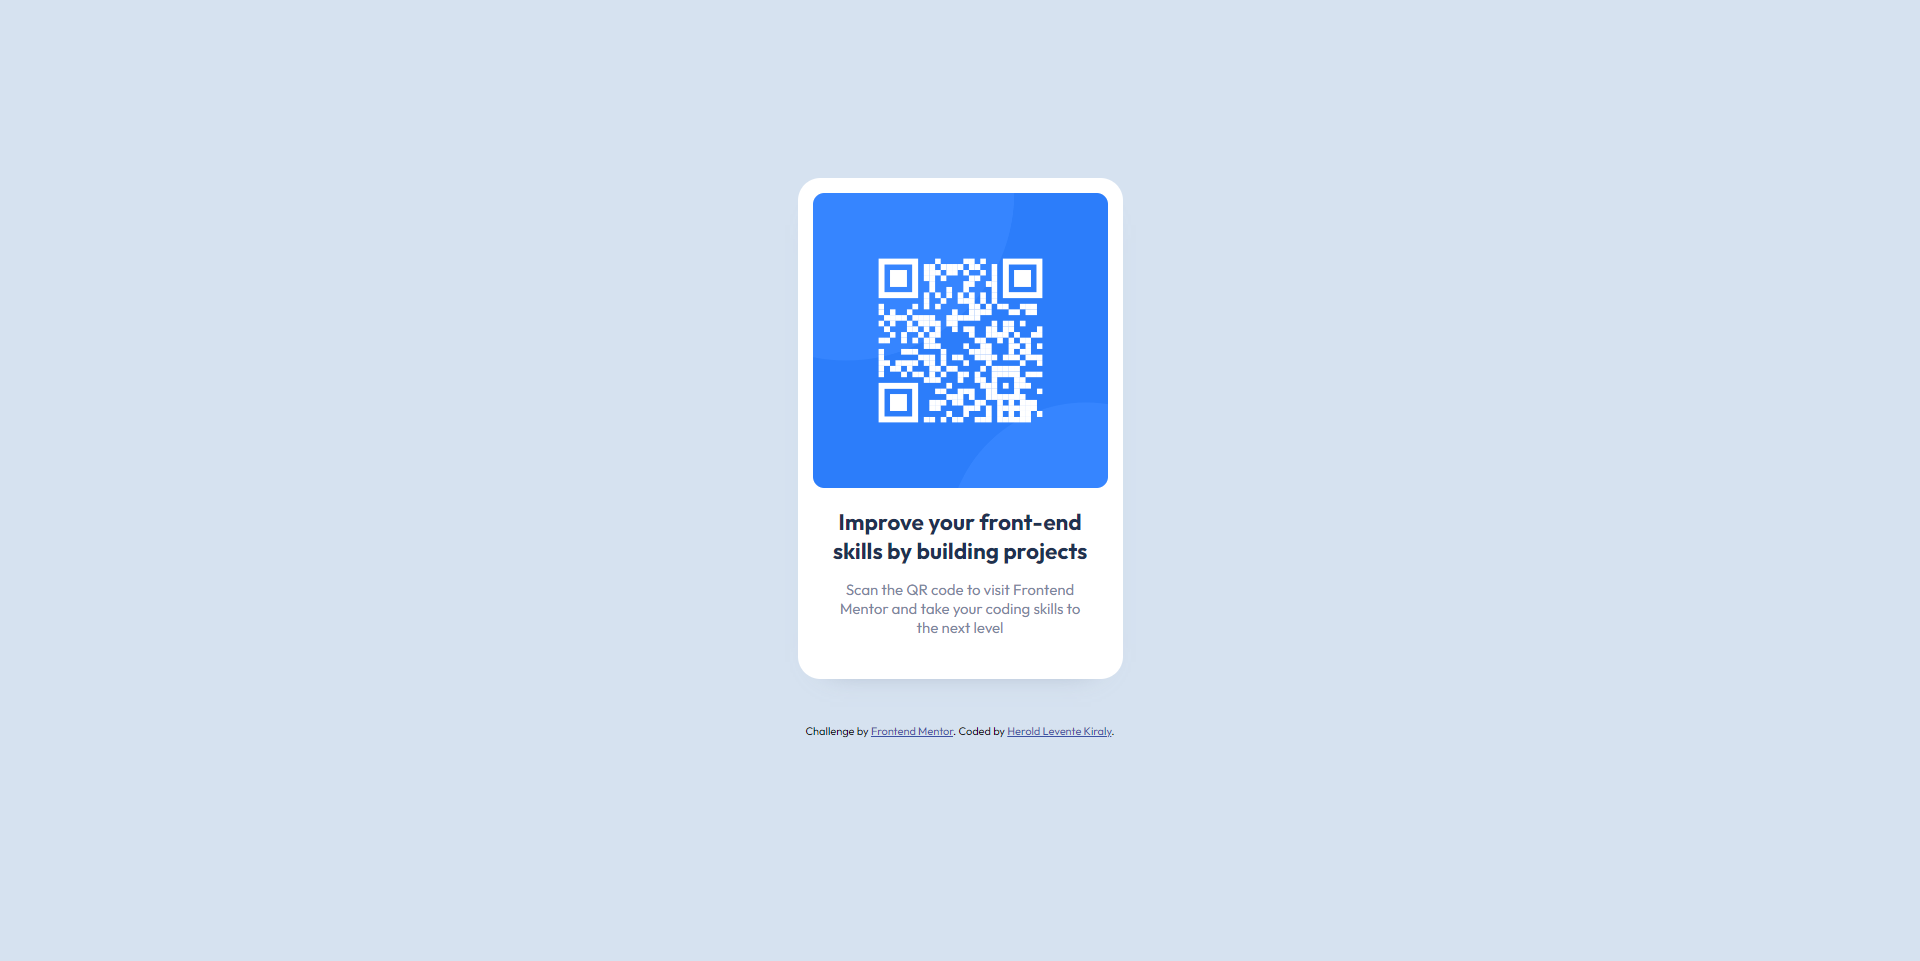 Improve your front-end
skills by building projects
Scan the QR code to visit Frontend
Mentor and take your coding skills to
the next level
Challenge by Frontend Mentor. Coded by Herold Levente Kiraly.